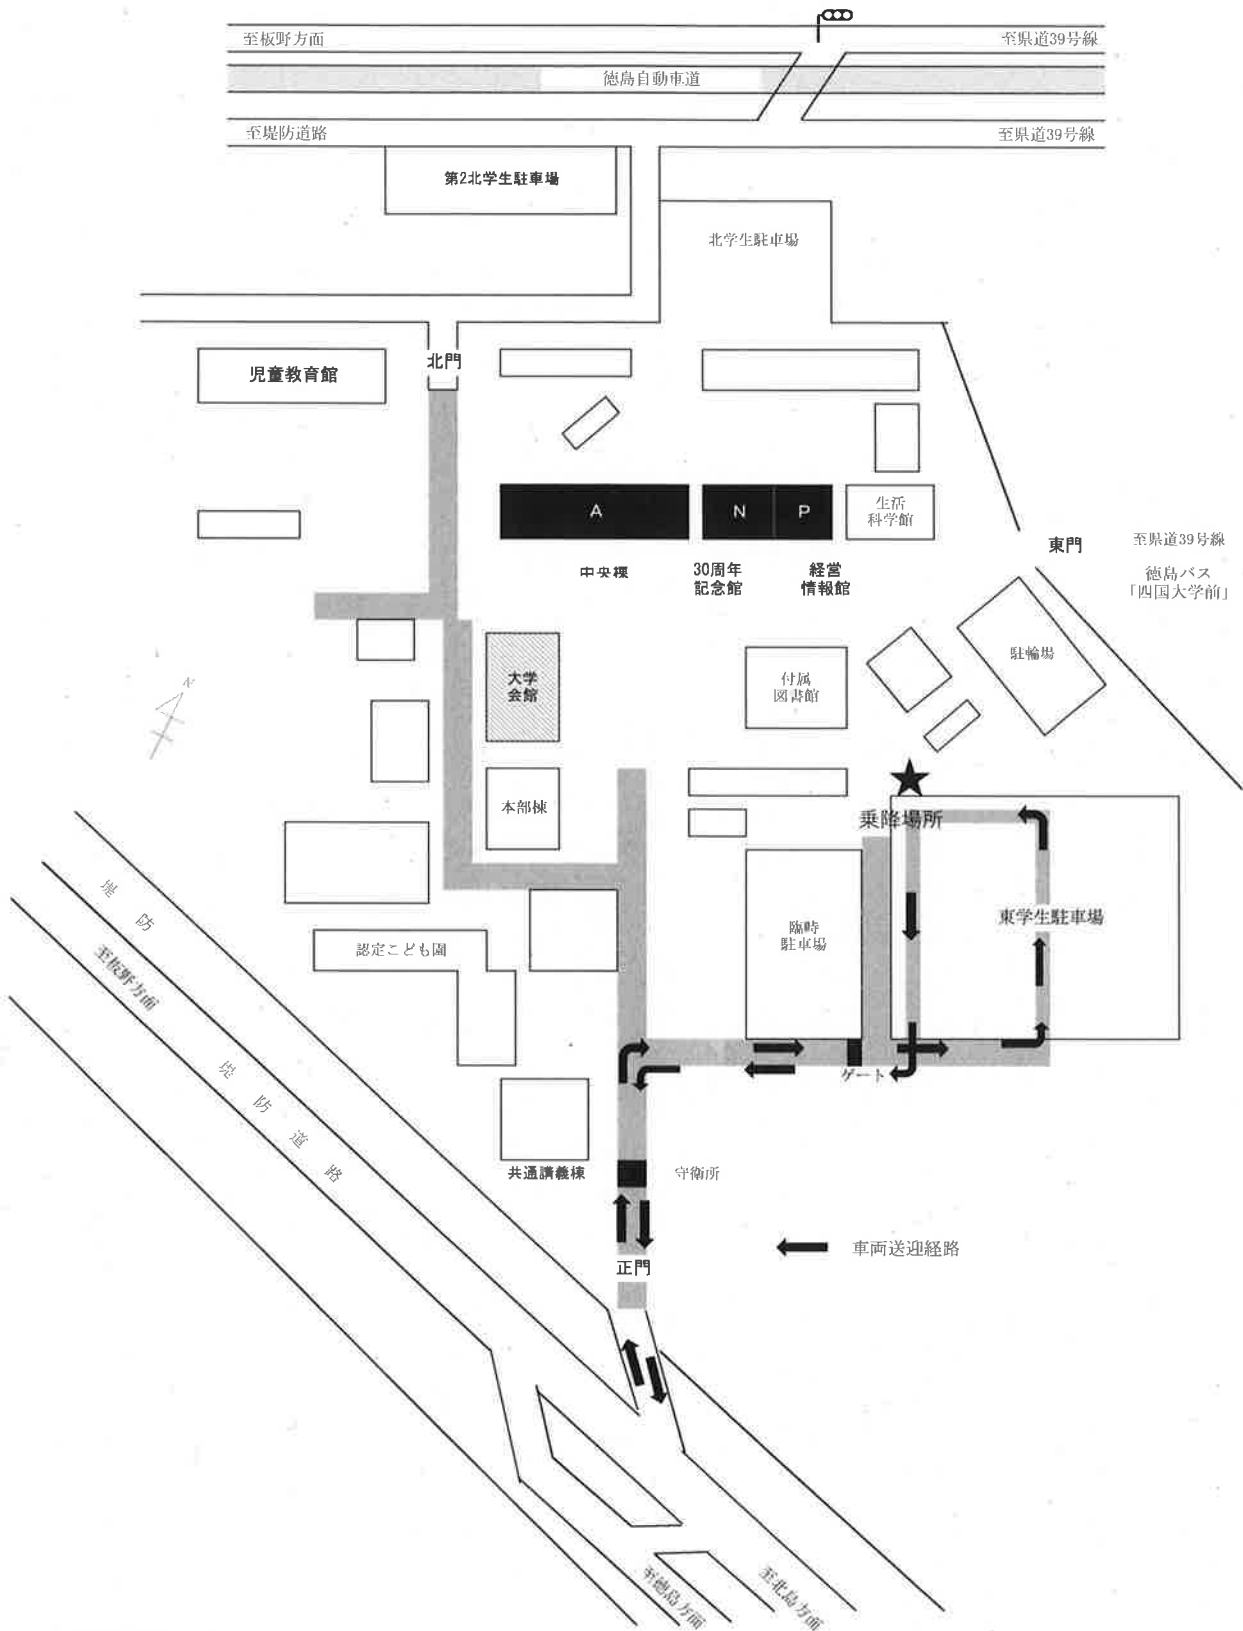 至板野方面
至県道39号線
徳島自動車道
至堤防道路
至県道39号線
第2北学生駐車場
北学生駐車場
北門
児童教育館
A
N
P
生活
科学館
中央棟
30周年
記念館
経営
情報館
東門
至県道39号線
徳島バス
「四国大学前」
駐輪場
大学
会館
付属
図書館
N
本部棟
乗降場所
堤防
東学生駐車場
臨時
駐車場
認定こども園
至板野方面
ゲート
堤防道路
共通講義棟
守衛所
車両送迎経路
正門
至徳島方面
至北島方面